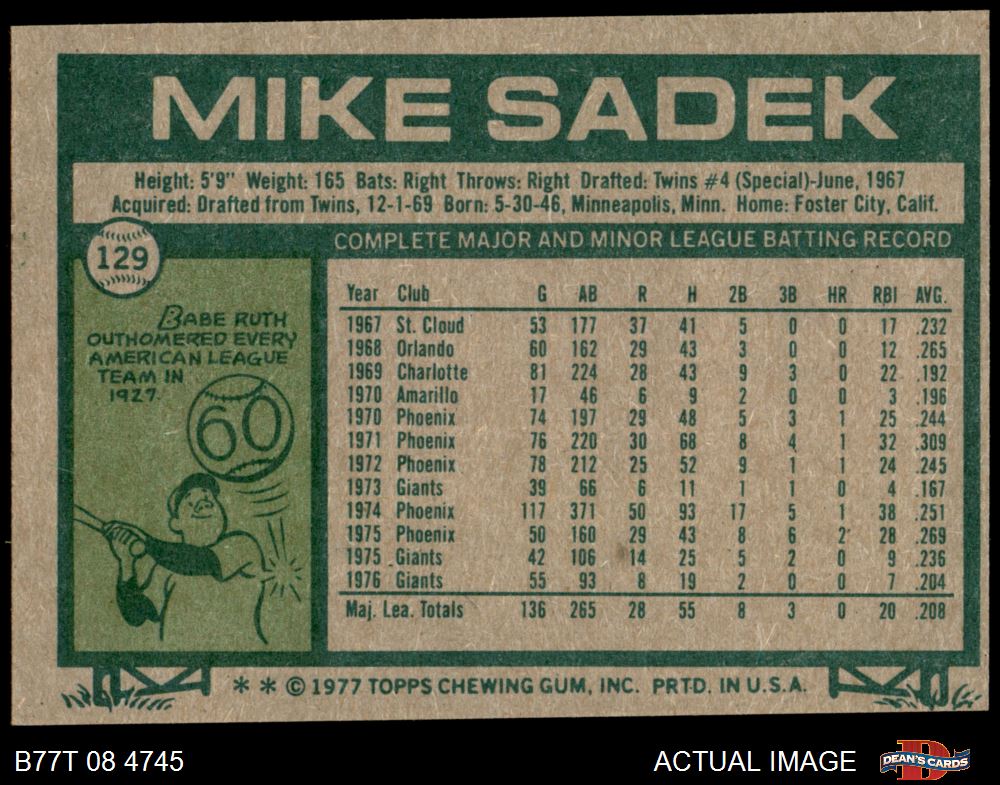 MIKE SADEK
Height: 5'9" Weight: 165 Bats: Right Throws: Right Drafted: Twins #4 (Special)-June, 1967
Acquired: Drafted from Twins, 12-1-69 Born: 5-30-46, Minneapolis, Minn. Home: Foster City, Calif.
129
COMPLETE MAJOR AND MINOR LEAGUE BATTING RECORD
BABE RUTH
OUTHOMERED EVERY
AMERICAN LEAGUE
TEAM IN
1927.
60
Year Club G AB R H 2B 3B HR RBI AVG.
1967 St. Cloud 53 177 37 41 5 0 0 17 .232
1968 Orlando 60 162 29 43 3 0 0 12 .265
1969 Charlotte 81 224 28 43 9 3 0 22 .192
1970 Amarillo 17 46 6 9 2 0 0 3 .196
1970 Phoenix 74 197 29 48 5 3 1 25 .244
1971 Phoenix 76 220 30 68 8 4 1 32 .309
1972 Phoenix 78 212 25 52 9 1 1 24 .245
1973 Giants 39 66 6 11 1 1 0 4 .167
1974 Phoenix 117 371 50 93 17 5 1 38 .251
1975 Phoenix 50 160 29 43 8 6 2 28 .269
1975 Giants 42 106 14 25 5 2 0 9 .236
1976 Giants 55 93 8 19 2 0 0 7 .204
Maj. Lea. Totals 136 265 28 55 8 3 0 20 .208
* * © 1977 TOPPS CHEWING GUM, INC. PRTD. IN U.S.A.
B77T 08 4745
ACTUAL IMAGE
D
DEAN'S CARDS